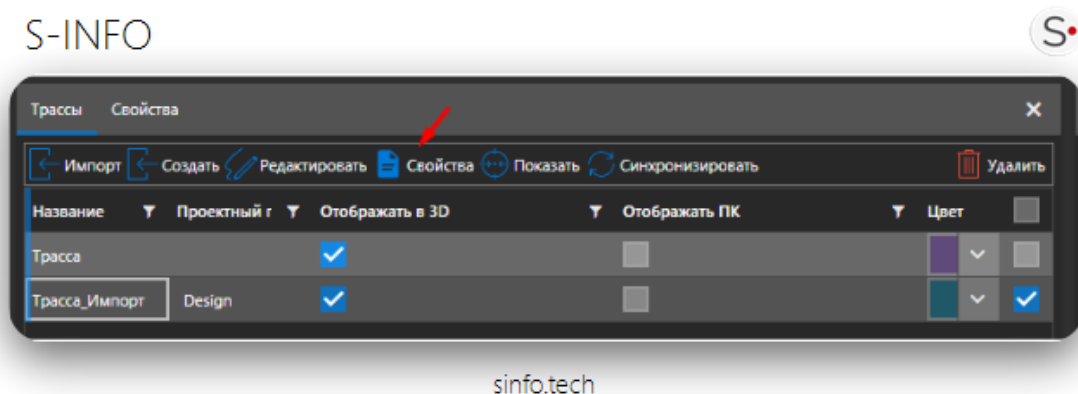 S-INFO
S
Трассы Свойства
Импорт Создать Редактировать Свойства Показать Синхронизировать Удалить
Название Проектный г Отображать в 3D Отображать ПК Цвет
Трасса
Трасса_Импорт Design
sinfo.tech